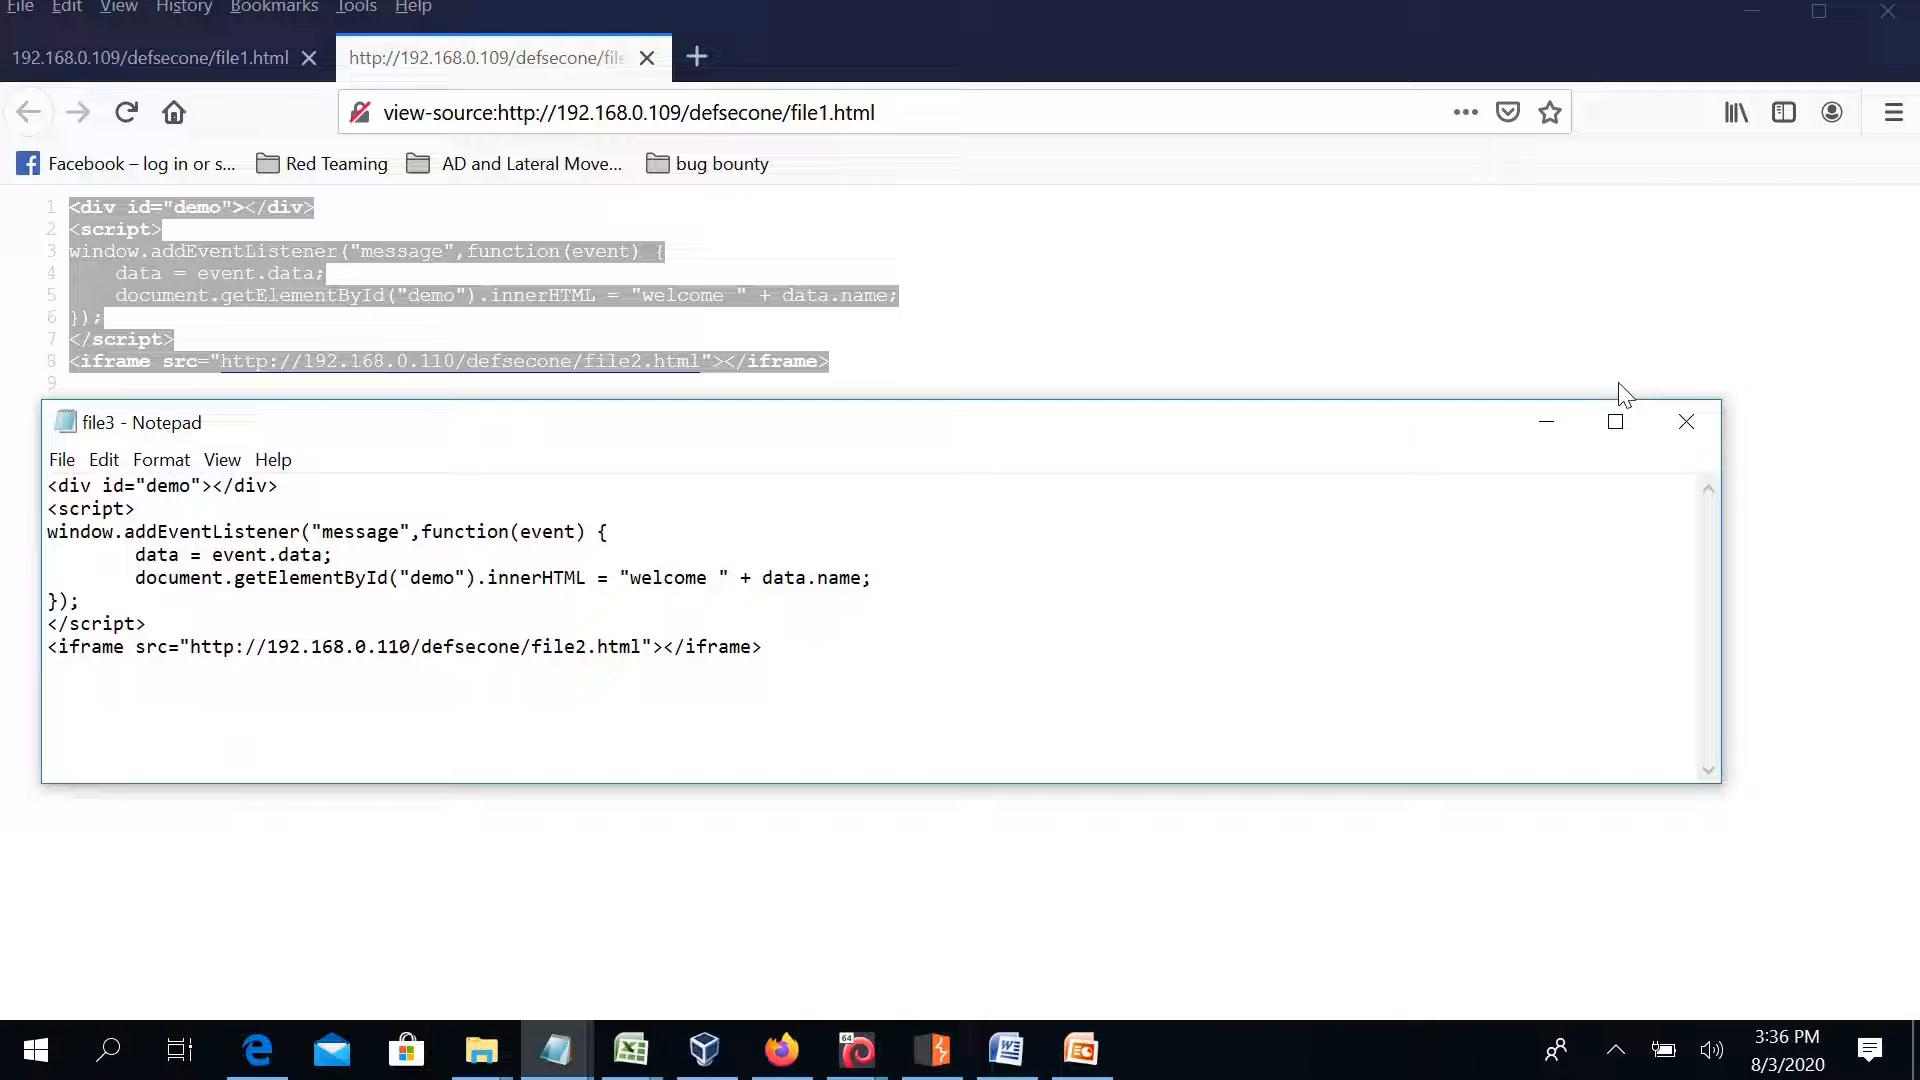 File Edit View History Bookmarks Tools Help
192.168.0.109/defsecone/file1.html
http://192.168.0.109/defsecone/file
view-source:http://192.168.0.109/defsecone/file1.html
Facebook – log in or s...
Red Teaming
AD and Lateral Move...
bug bounty
1 <div id="demo"></div>
2 <script>
3 window.addEventListener("message",function(event) {
4 data = event.data;
5 document.getElementById("demo").innerHTML = "welcome " + data.name;
6 });
7 </script>
8 <iframe src="http://192.168.0.110/defsecone/file2.html"></iframe>
9
file3 - Notepad
File Edit Format View Help
<div id="demo"></div>
<script>
window.addEventListener("message",function(event) {
data = event.data;
document.getElementById("demo").innerHTML = "welcome " + data.name;
});
</script>
<iframe src="http://192.168.0.110/defsecone/file2.html"></iframe>
64
3:36 PM
8/3/2020